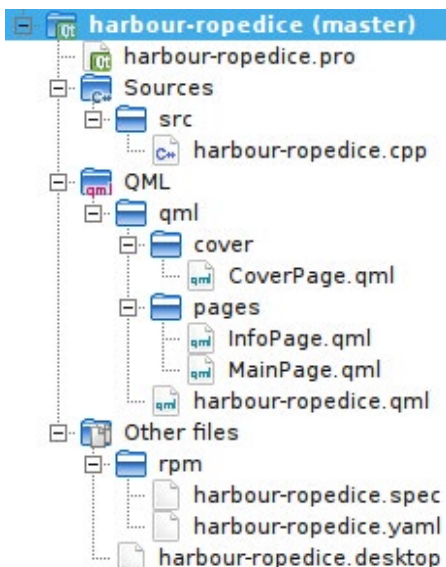 harbour-ropedice (master)
harbour-ropedice.pro
Sources
src
harbour-ropedice.cpp
QML
qml
cover
CoverPage.qml
pages
InfoPage.qml
MainPage.qml
harbour-ropedice.qml
Other files
rpm
harbour-ropedice.spec
harbour-ropedice.yaml
harbour-ropedice.desktop